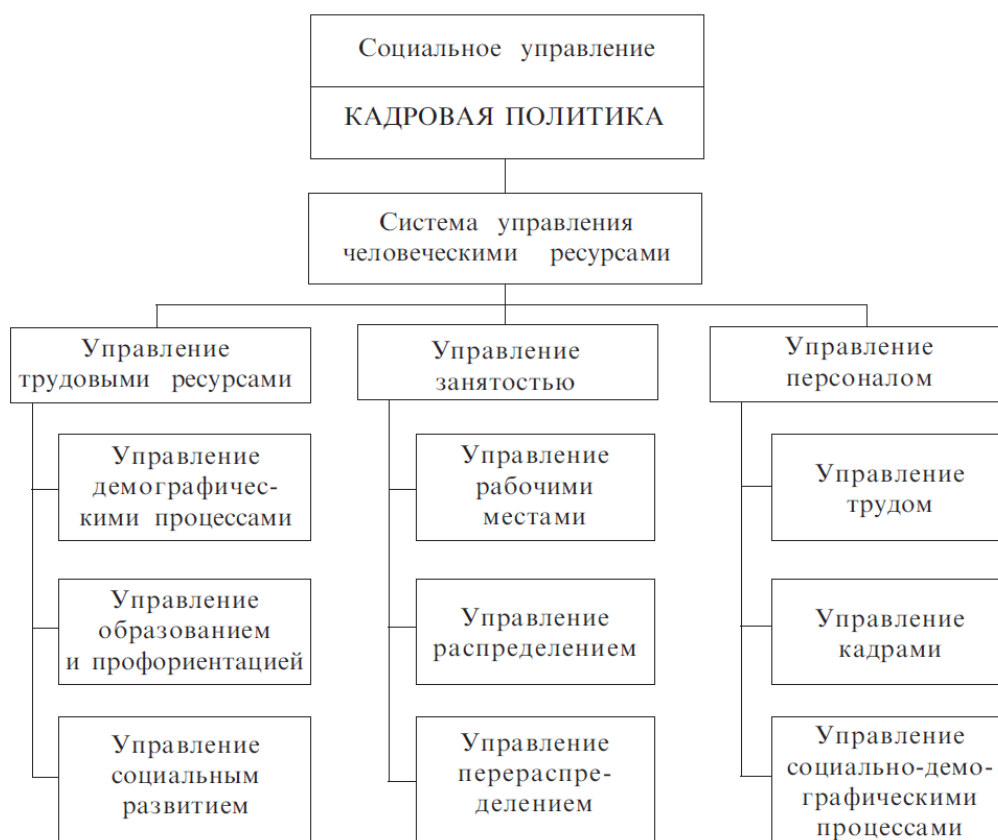 Социальное управление
КАДРОВАЯ ПОЛИТИКА
Система управления
человеческими ресурсами
Управление
трудовыми ресурсами
Управление
демографичес-
кими процессами
Управление
образованием
и профориентацией
Управление
социальным
развитием
Управление
занятостью
Управление
рабочими
местами
Управление
распределением
Управление
перераспре-
делением
Управление
персоналом
Управление
трудом
Управление
кадрами
Управление
социально-демо-
графическими
процессами